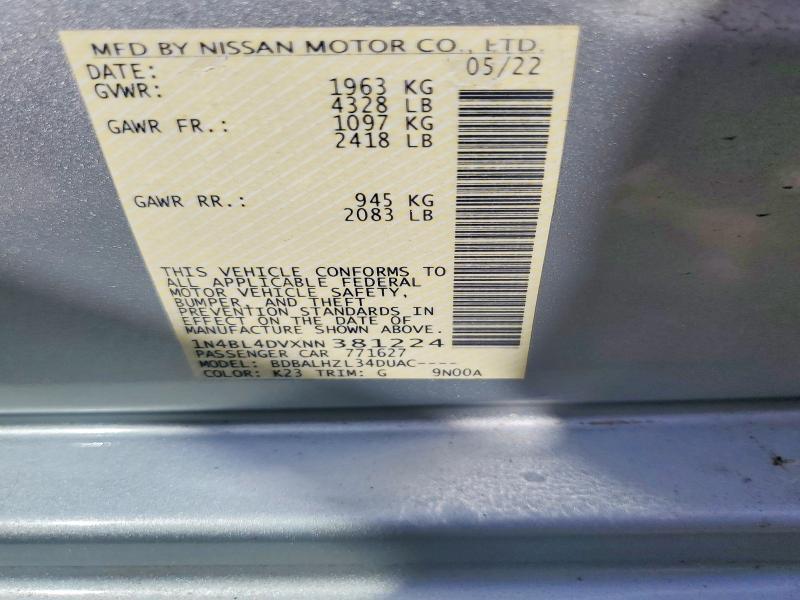 MFD BY NISSAN MOTOR CO., LTD.
DATE: 05/22
GVWR: 1963 KG
4328 LB
GAWR FR.: 1097 KG
2418 LB
GAWR RR.: 945 KG
2083 LB
THIS VEHICLE CONFORMS TO
ALL APPLICABLE FEDERAL
MOTOR VEHICLE SAFETY,
BUMPER, AND THEFT
PREVENTION STANDARDS IN
EFFECT ON THE DATE OF
MANUFACTURE SHOWN ABOVE.
1N4BL4DVXNN381224
PASSENGER CAR 771627
MODEL: BDBALHZL34DUAC----
COLOR: K23 TRIM: G 9N00A